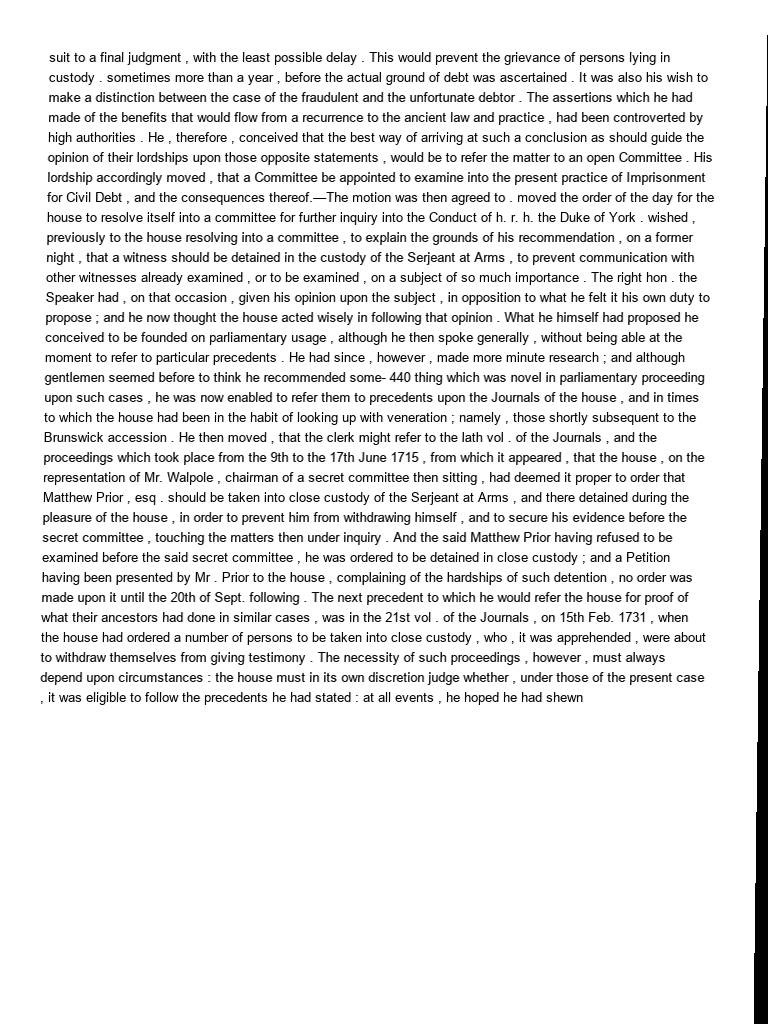 suit to a final judgment , with the least possible delay . This would prevent the grievance of persons lying in
custody . sometimes more than a year , before the actual ground of debt was ascertained . It was also his wish to
make a distinction between the case of the fraudulent and the unfortunate debtor . The assertions which he had
made of the benefits that would flow from a recurrence to the ancient law and practice , had been controverted by
high authorities . He , therefore , conceived that the best way of arriving at such a conclusion as should guide the
opinion of their lordships upon those opposite statements , would be to refer the matter to an open Committee . His
lordship accordingly moved , that a Committee be appointed to examine into the present practice of Imprisonment
for Civil Debt , and the consequences thereof.—The motion was then agreed to . moved the order of the day for the
house to resolve itself into a committee for further inquiry into the Conduct of h. r. h. the Duke of York . wished ,
previously to the house resolving into a committee , to explain the grounds of his recommendation , on a former
night , that a witness should be detained in the custody of the Serjeant at Arms , to prevent communication with
other witnesses already examined , or to be examined , on a subject of so much importance . The right hon . the
Speaker had , on that occasion , given his opinion upon the subject , in opposition to what he felt it his own duty to
propose ; and he now thought the house acted wisely in following that opinion . What he himself had proposed he
conceived to be founded on parliamentary usage , although he then spoke generally , without being able at the
moment to refer to particular precedents . He had since , however , made more minute research ; and although
gentlemen seemed before to think he recommended some- 440 thing which was novel in parliamentary proceeding
upon such cases , he was now enabled to refer them to precedents upon the Journals of the house , and in times
to which the house had been in the habit of looking up with veneration ; namely , those shortly subsequent to the
Brunswick accession . He then moved , that the clerk might refer to the lath vol . of the Journals , and the
proceedings which took place from the 9th to the 17th June 1715 , from which it appeared , that the house , on the
representation of Mr. Walpole , chairman of a secret committee then sitting , had deemed it proper to order that
Matthew Prior , esq . should be taken into close custody of the Serjeant at Arms , and there detained during the
pleasure of the house , in order to prevent him from withdrawing himself , and to secure his evidence before the
secret committee , touching the matters then under inquiry . And the said Matthew Prior having refused to be
examined before the said secret committee , he was ordered to be detained in close custody ; and a Petition
having been presented by Mr . Prior to the house , complaining of the hardships of such detention , no order was
made upon it until the 20th of Sept. following . The next precedent to which he would refer the house for proof of
what their ancestors had done in similar cases , was in the 21st vol . of the Journals , on 15th Feb. 1731 , when
the house had ordered a number of persons to be taken into close custody , who , it was apprehended , were about
to withdraw themselves from giving testimony . The necessity of such proceedings , however , must always
depend upon circumstances : the house must in its own discretion judge whether , under those of the present case
, it was eligible to follow the precedents he had stated : at all events , he hoped he had shewn